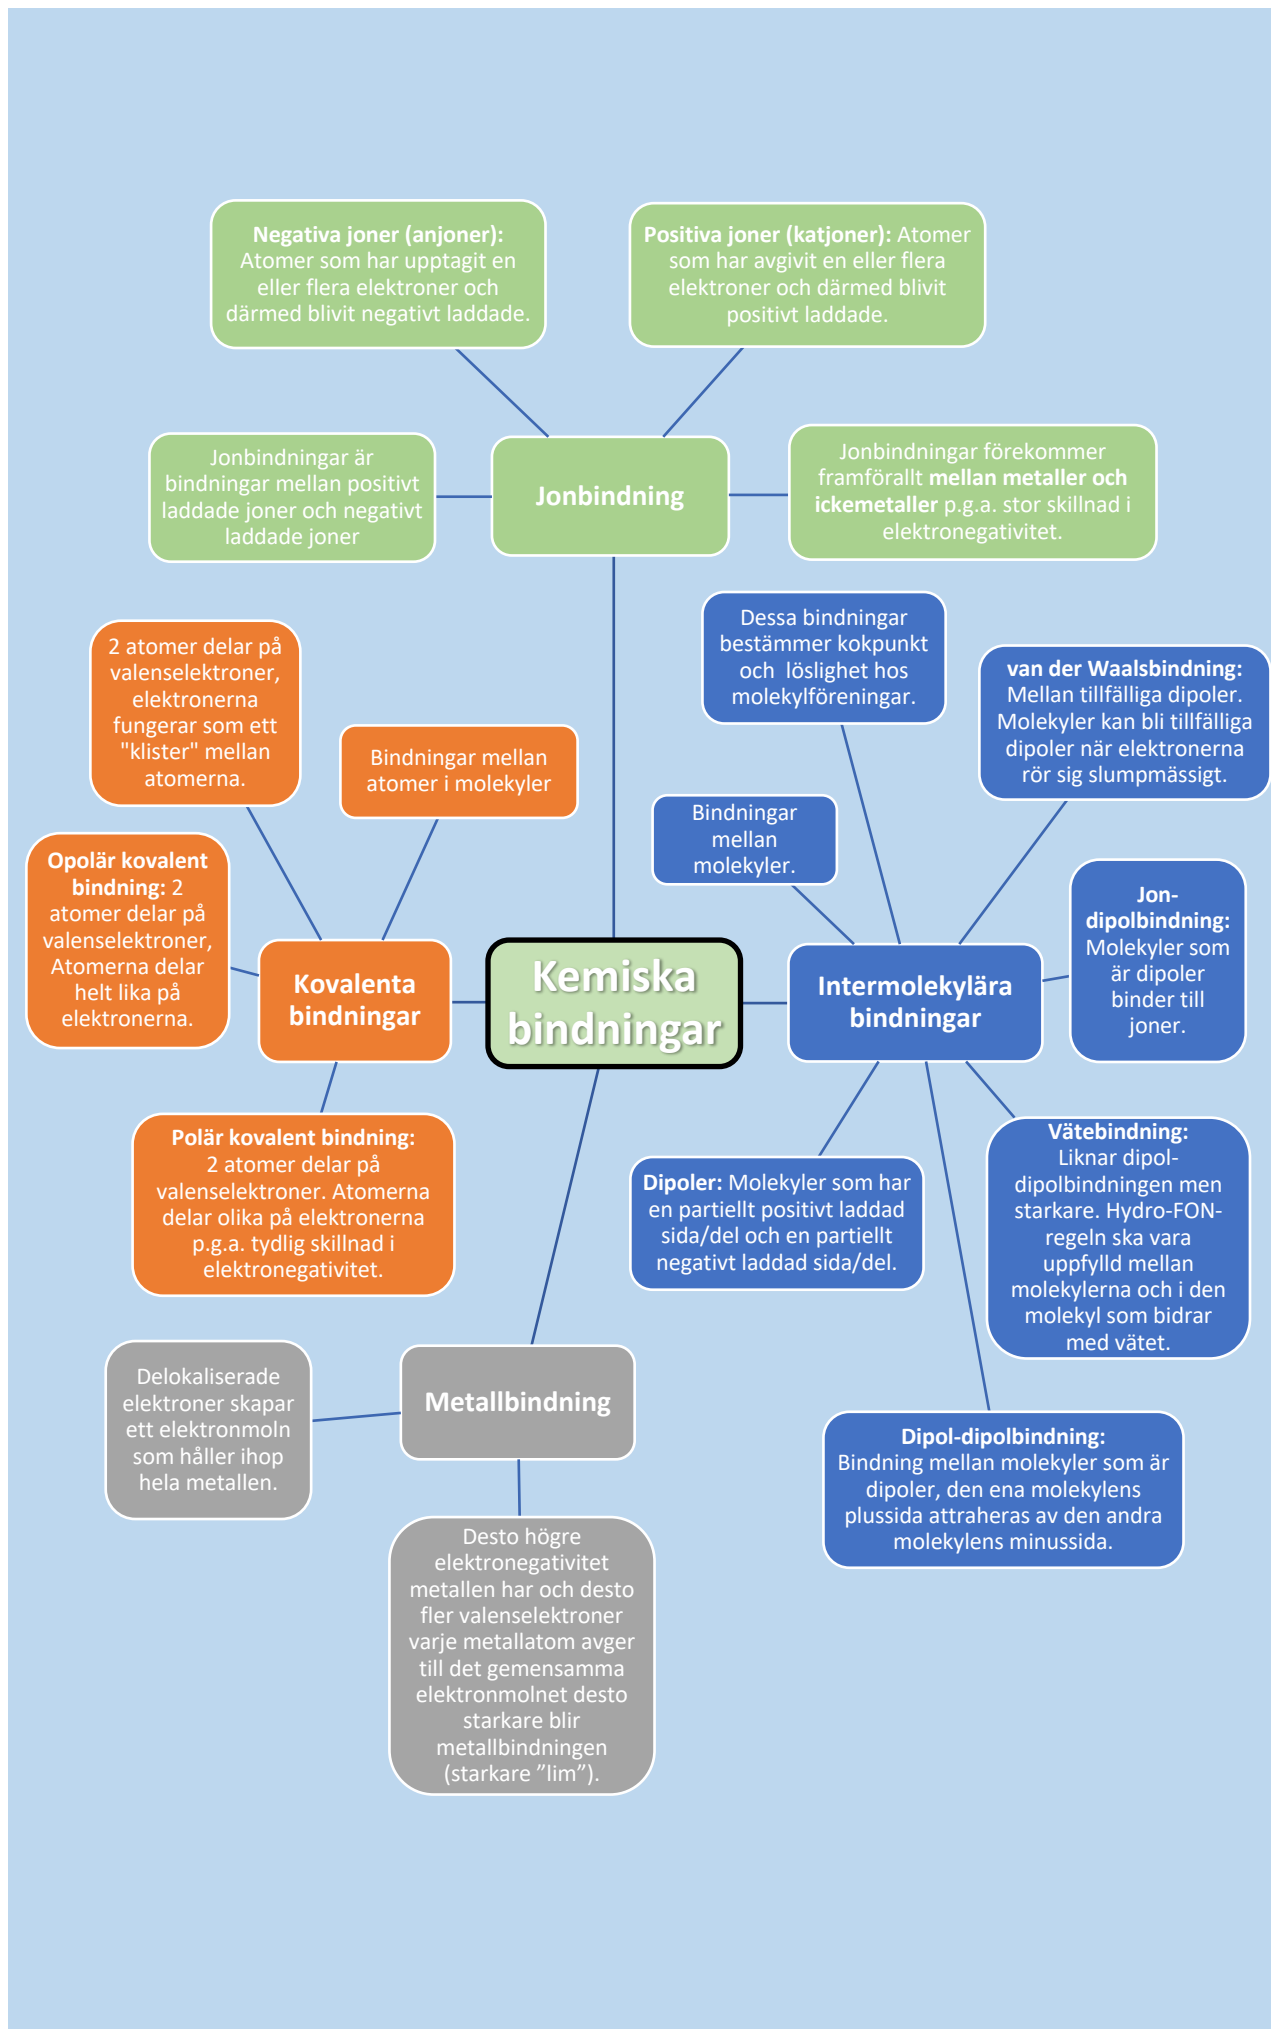 Negativa joner (anjoner):
Atomer som har upptagit en
eller flera elektroner och
därmed blivit negativt laddade.
Positiva joner (katjoner): Atomer
som har avgivit en eller flera
elektroner och därmed blivit
positivt laddade.
Jonbindningar är
bindningar mellan positivt
laddade joner och negativt
laddade joner
Jonbindning
Jonbindningar förekommer
framförallt mellan metaller och
ickemetaller p.g.a. stor skillnad i
elektronegativitet.
2 atomer delar på
valenselektroner,
elektronerna
fungerar som ett
"klister" mellan
atomerna.
Bindningar mellan
atomer i molekyler
Opolär kovalent
bindning: 2
atomer delar på
valenselektroner,
Atomerna delar
helt lika på
elektronerna.
Kovalenta
bindningar
Polär kovalent bindning:
2 atomer delar på
valenselektroner. Atomerna
delar olika på elektronerna
p.g.a. tydlig skillnad i
elektronegativitet.
Kemiska
bindningar
Dessa bindningar
bestämmer kokpunkt
och  löslighet hos
molekylföreningar.
van der Waalsbindning:
Mellan tillfälliga dipoler.
Molekyler kan bli tillfälliga
dipoler när elektronerna
rör sig slumpmässigt.
Bindningar
mellan
molekyler.
Jon-
dipolbindning:
Molekyler som
är dipoler
binder till
joner.
Intermolekylära
bindningar
Vätebindning:
Liknar dipol-
dipolbindningen men
starkare. Hydro-FON-
regeln ska vara
uppfylld mellan
molekylerna och i den
molekyl som bidrar
med vätet.
Dipoler: Molekyler som har
en partiellt positivt laddad
sida/del och en partiellt
negativt laddad sida/del.
Dipol-dipolbindning:
Bindning mellan molekyler som är
dipoler, den ena molekylens
plussida attraheras av den andra
molekylens minussida.
Metallbindning
Delokaliserade
elektroner skapar
ett elektronmoln
som håller ihop
hela metallen.
Desto högre
elektronegativitet
metallen har och desto
fler valenselektroner
varje metallatom avger
till det gemensamma
elektronmolnet desto
starkare blir
metallbindningen
(starkare ”lim”).